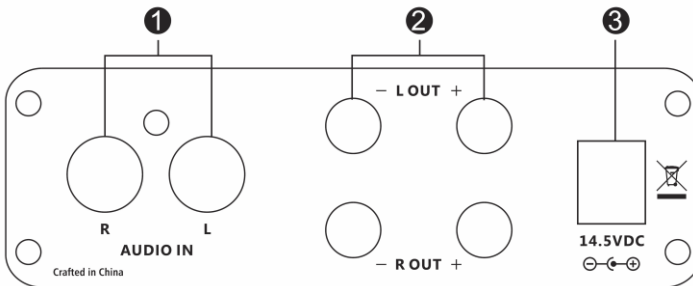 1 2 3
− L OUT +
R L
AUDIO IN
− R OUT +
14.5VDC
Crafted in China